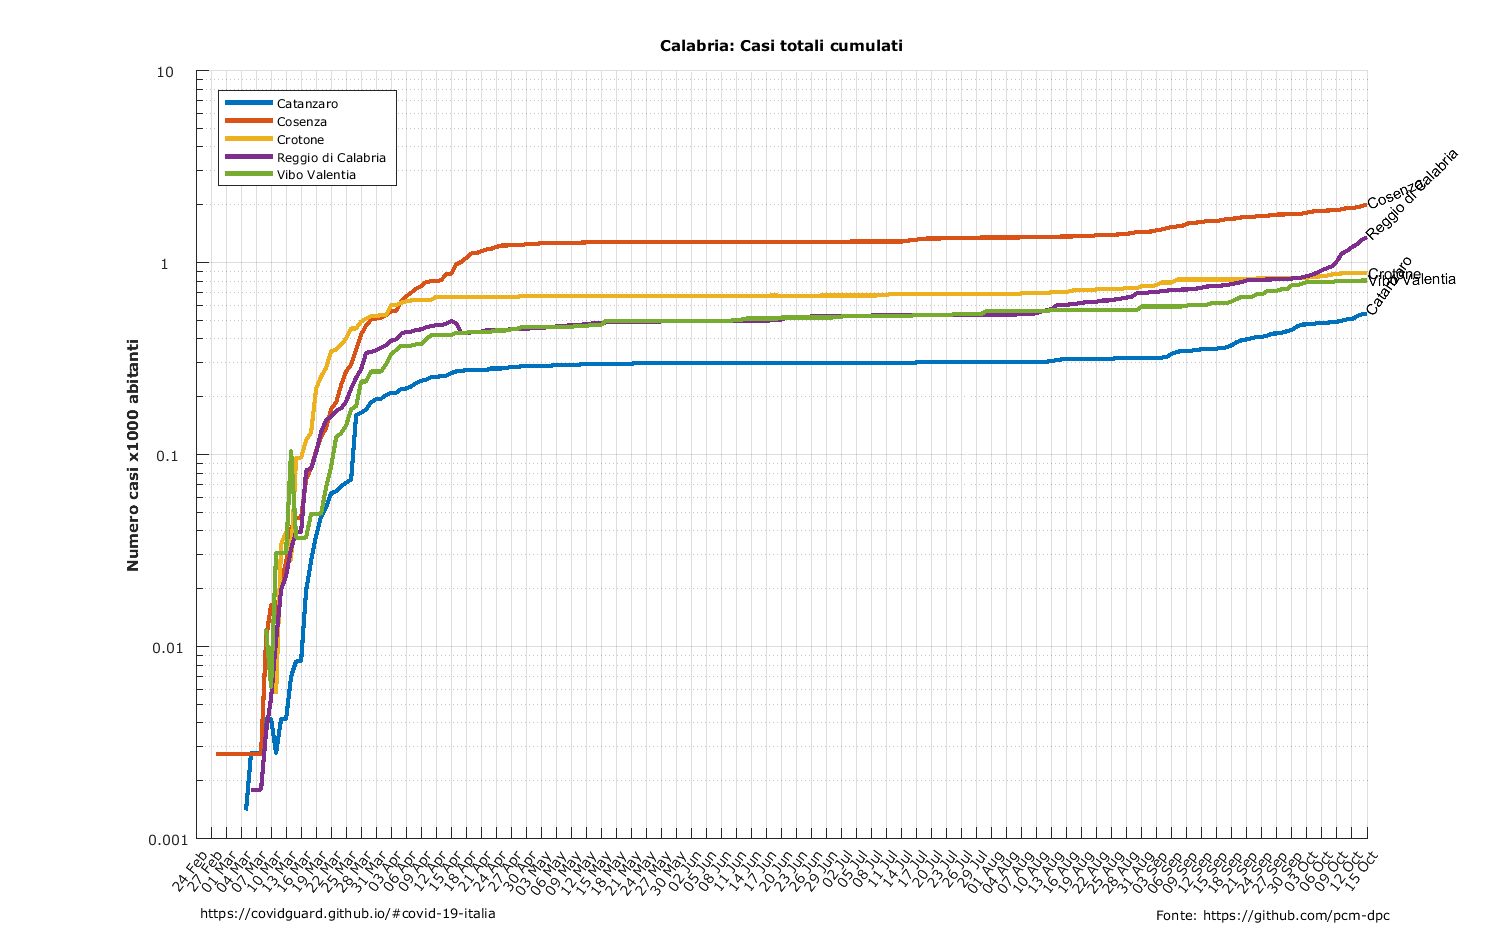 Calabria: Casi totali cumulati
10
1
0.1
0.01
0.001
Numero casi x1000 abitanti
Catanzaro
Cosenza
Crotone
Reggio di Calabria
Vibo Valentia
Cosenza
Reggio di Calabria
Crotone
Vibo Valentia
Catanzaro
24 Feb
27 Feb
01 Mar
04 Mar
07 Mar
10 Mar
13 Mar
16 Mar
19 Mar
22 Mar
25 Mar
28 Mar
31 Mar
03 Apr
06 Apr
09 Apr
12 Apr
15 Apr
18 Apr
21 Apr
24 Apr
27 Apr
30 Apr
03 May
06 May
09 May
12 May
15 May
18 May
21 May
24 May
27 May
30 May
02 Jun
05 Jun
08 Jun
11 Jun
14 Jun
17 Jun
20 Jun
23 Jun
26 Jun
29 Jun
02 Jul
05 Jul
08 Jul
11 Jul
14 Jul
17 Jul
20 Jul
23 Jul
26 Jul
29 Jul
01 Aug
04 Aug
07 Aug
10 Aug
13 Aug
16 Aug
19 Aug
22 Aug
25 Aug
28 Aug
31 Aug
03 Sep
06 Sep
09 Sep
12 Sep
15 Sep
18 Sep
21 Sep
24 Sep
27 Sep
30 Sep
03 Oct
06 Oct
09 Oct
12 Oct
15 Oct
https://covidguard.github.io/#covid-19-italia
Fonte: https://github.com/pcm-dpc